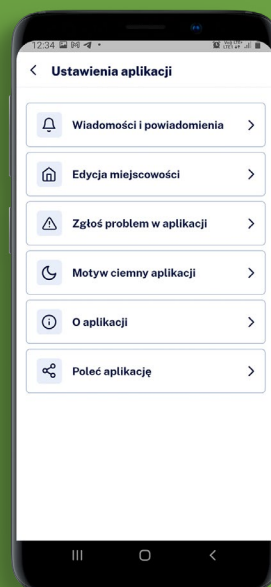 12:34
Ustawienia aplikacji
Wiadomości i powiadomienia
Edycja miejscowości
Zgłoś problem w aplikacji
Motyw ciemny aplikacji
O aplikacji
Poleć aplikację